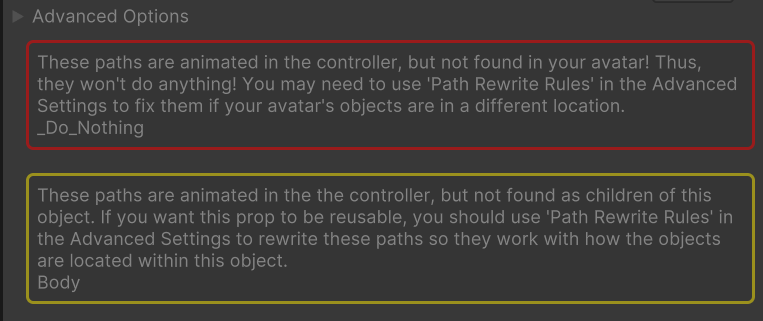 Advanced Options
These paths are animated in the controller, but not found in your avatar! Thus,
they won't do anything! You may need to use 'Path Rewrite Rules' in the Advanced
Settings to fix them if your avatar's objects are in a different location.
_Do_Nothing
These paths are animated in the the controller, but not found as children of this
object. If you want this prop to be reusable, you should use 'Path Rewrite Rules' in
the Advanced Settings to rewrite these paths so they work with how the objects
are located within this object.
Body